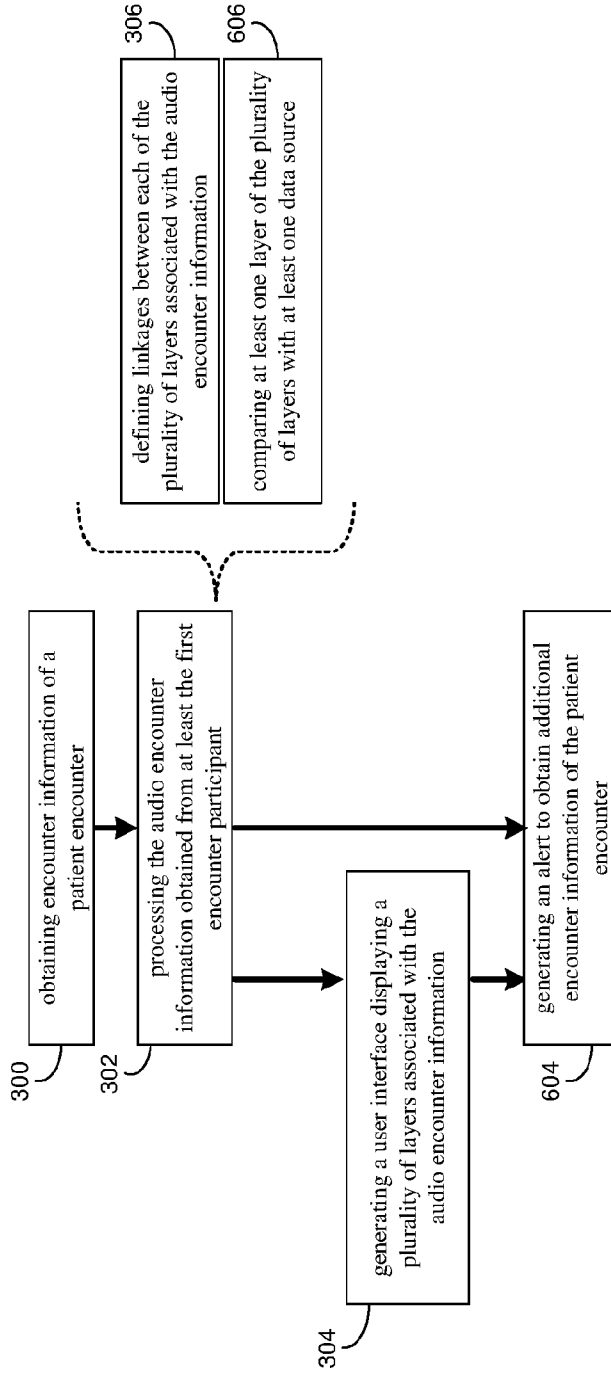 300
obtaining encounter information of a
patient encounter
302
processing the audio encounter
information obtained from at least the first
encounter participant
306
defining linkages between each of the
plurality of layers associated with the audio
encounter information
606
comparing at least one layer of the plurality
of layers with at least one data source
304
generating a user interface displaying a
plurality of layers associated with the
audio encounter information
604
generating an alert to obtain additional
encounter information of the patient
encounter